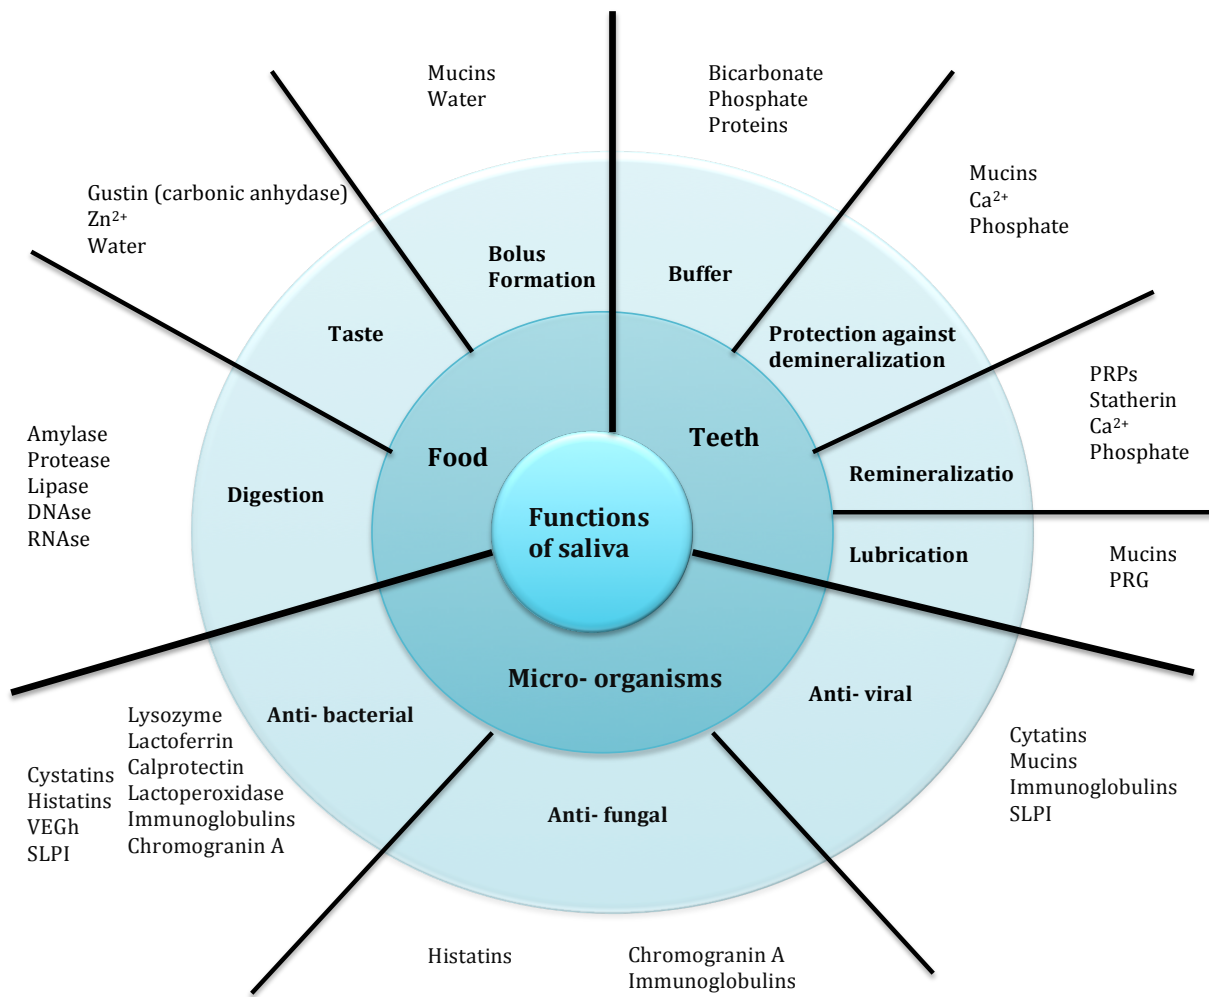 Mucins
Water
Bicarbonate
Phosphate
Proteins
Gustin (carbonic anhydase)
Zn²⁺
Water
Mucins
Ca²⁺
Phosphate
Bolus
Formation
Buffer
Taste
Protection against
demineralization
PRPs
Statherin
Ca²⁺
Phosphate
Amylase
Protease
Lipase
DNAse
RNAse
Digestion
Food
Teeth
Remineralizatio
Functions
of saliva
Lubrication
Mucins
PRG
Micro- organisms
Anti- bacterial
Anti- viral
Anti- fungal
Cystatins
Histatins
VEGh
SLPI
Lysozyme
Lactoferrin
Calprotectin
Lactoperoxidase
Immunoglobulins
Chromogranin A
Cytatins
Mucins
Immunoglobulins
SLPI
Histatins
Chromogranin A
Immunoglobulins